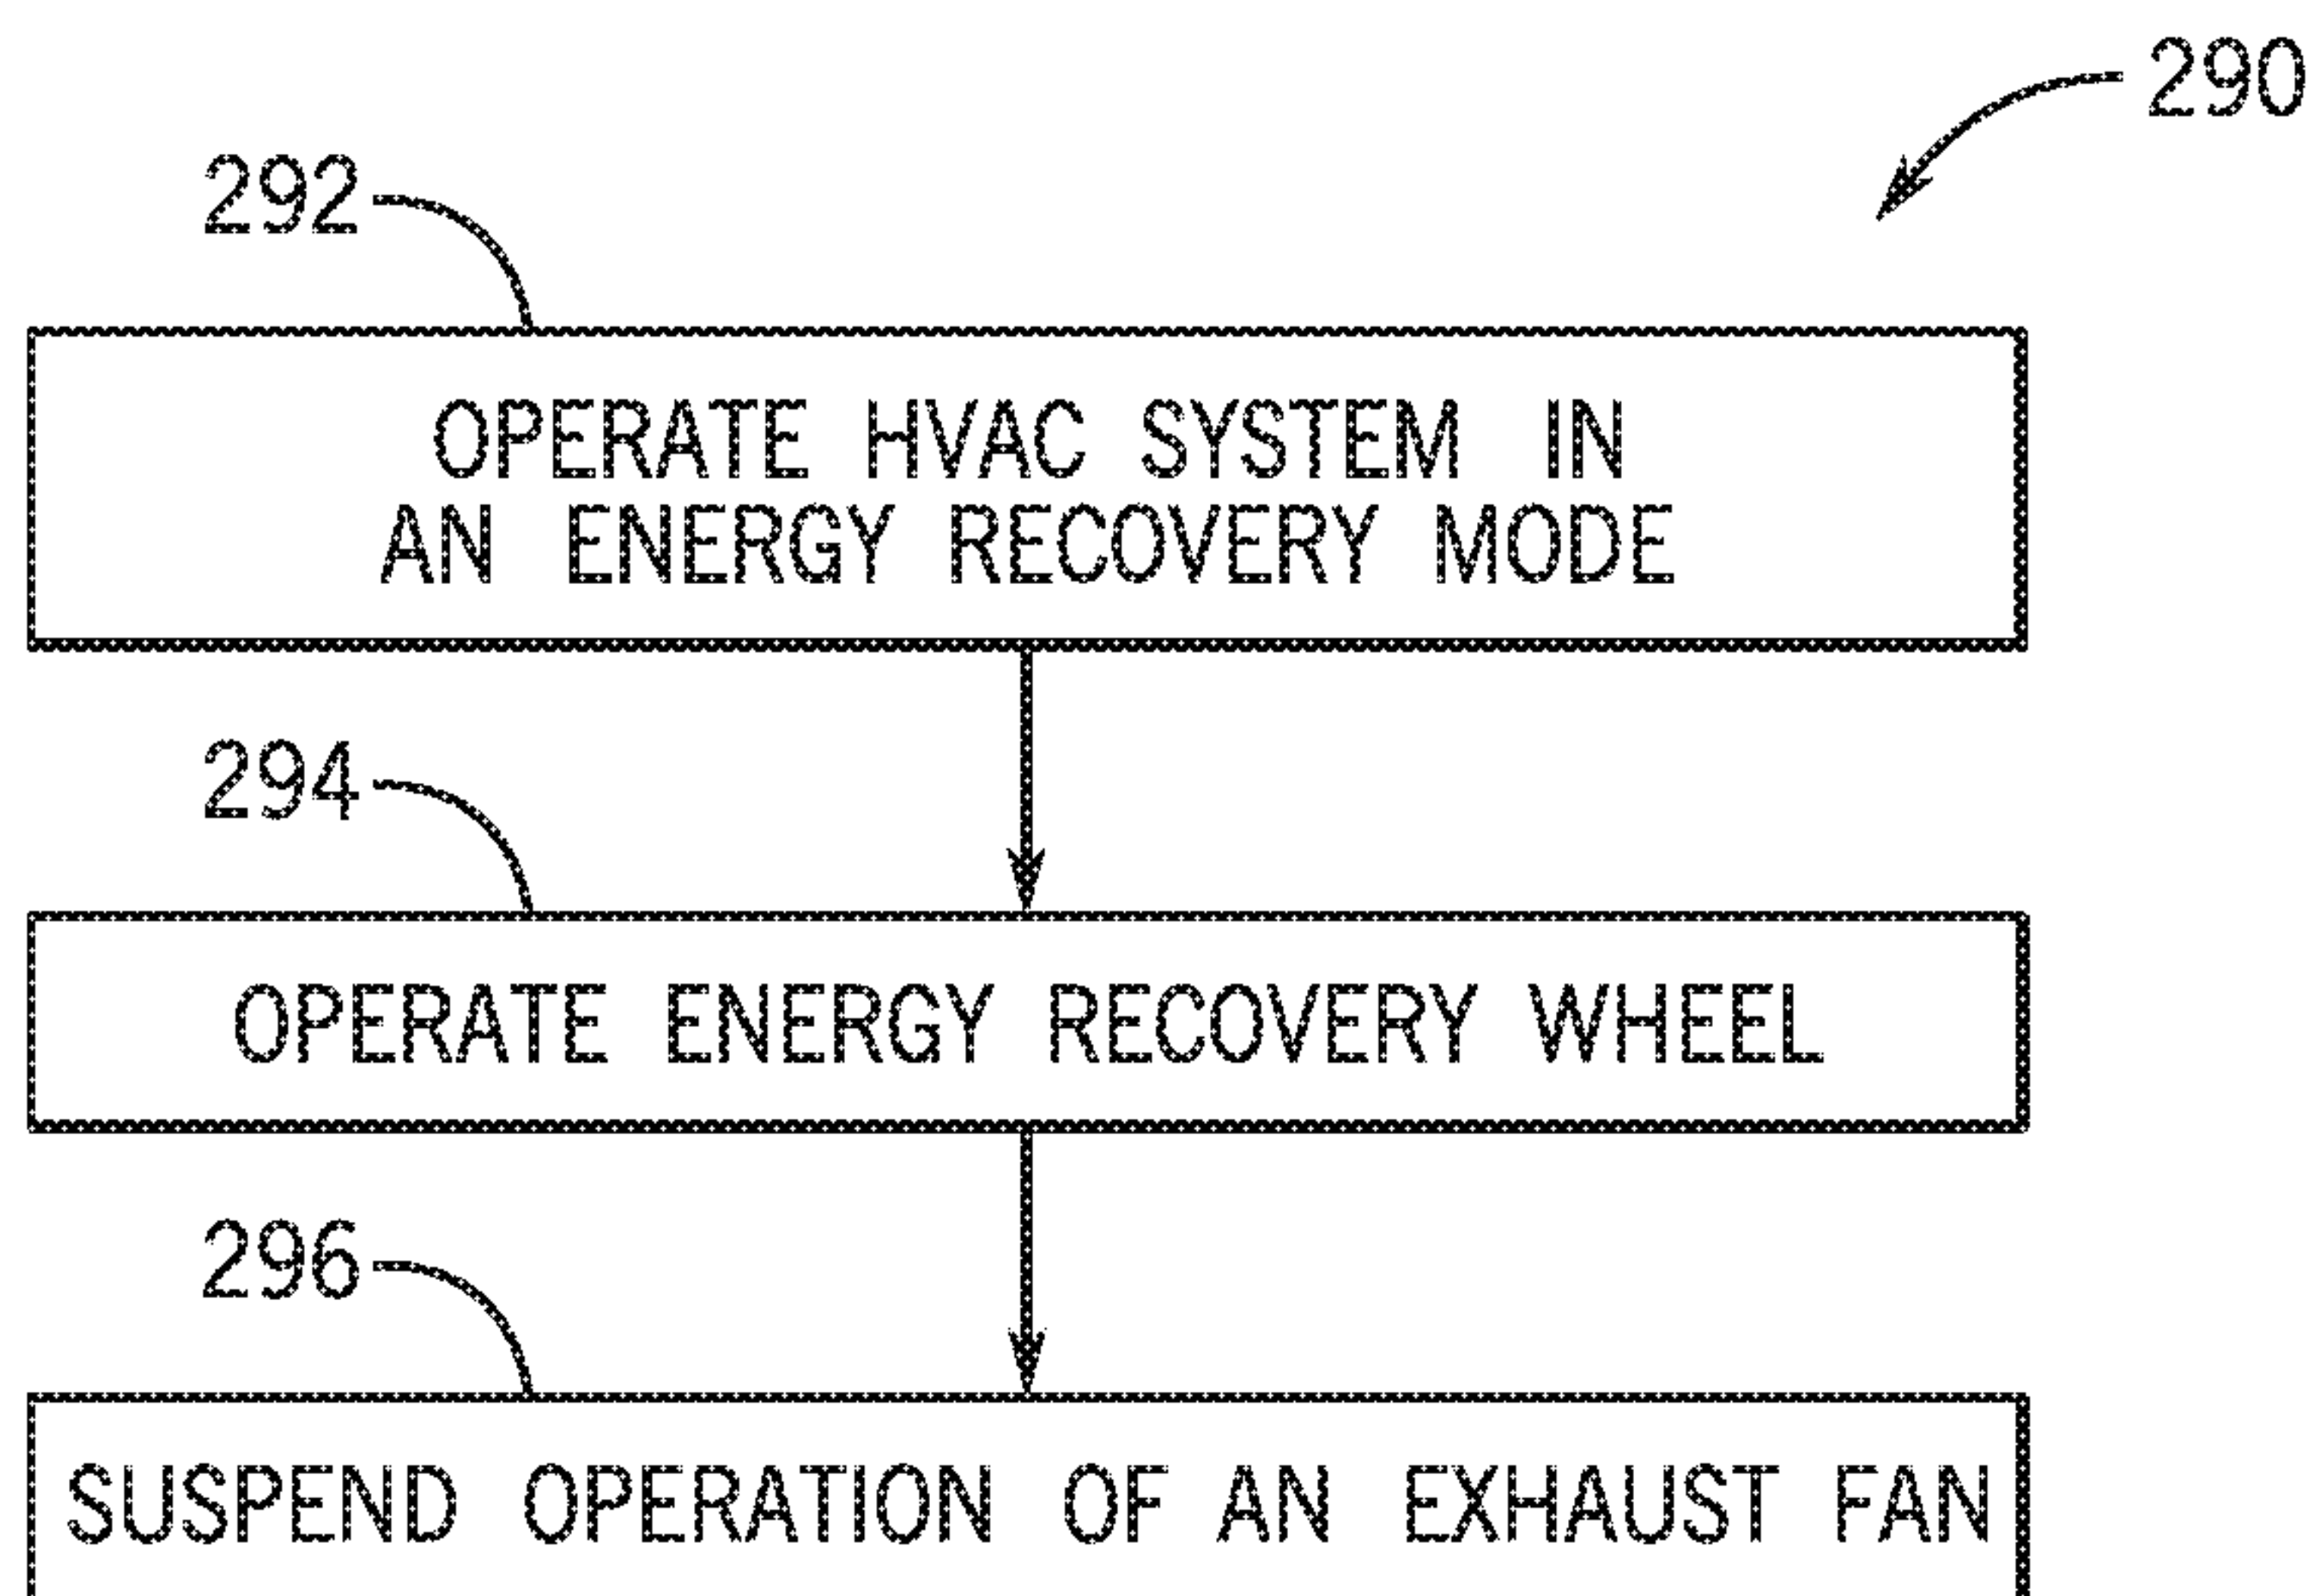 290
292
OPERATE HVAC SYSTEM IN
AN ENERGY RECOVERY MODE
294
OPERATE ENERGY RECOVERY WHEEL
296
SUSPEND OPERATION OF AN EXHAUST FAN